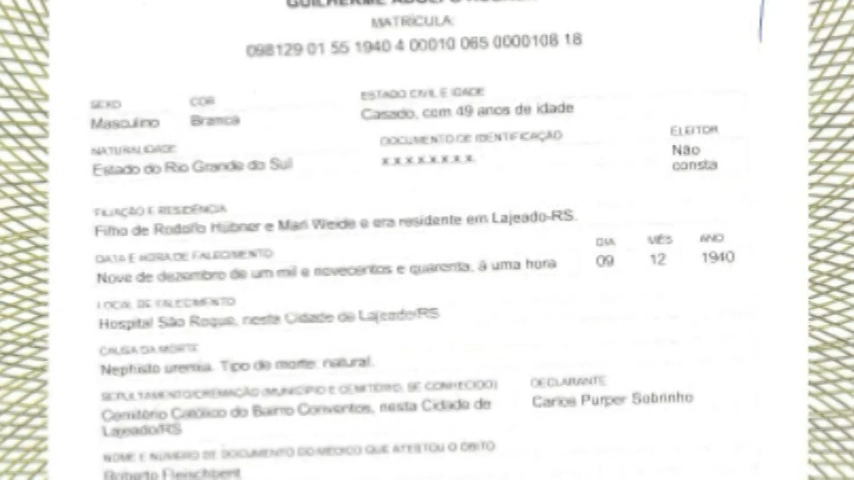 GUILHERME ADOLFO
MATRÍCULA:
098129 01 55 1940 4 00010 065 0000108 18
SEXO COR ESTADO CIVIL E IDADE
Masculino Branca Casado, com 49 anos de idade
NATURALIDADE DOCUMENTO DE IDENTIFICAÇÃO ELEITOR
Estado do Rio Grande do Sul x x x x x x x x Não consta
FILIAÇÃO E RESIDÊNCIA
Filho de Rodolfo Hübner e Mari Weide e era residente em Lajeado-RS.
DATA E HORA DE FALECIMENTO DIA MÊS ANO
Nove de dezembro de um mil e novecentos e quarenta, à uma hora 09 12 1940
LOCAL DE FALECIMENTO
Hospital São Roque, nesta Cidade de Lajeado/RS
CAUSA DA MORTE
Nephisto uremia. Tipo de morte: natural.
SEPULTAMENTO/CREMAÇÃO (MUNICÍPIO E CEMITÉRIO, SE CONHECIDO) DECLARANTE
Cemitério Católico do Bairro Conventos, nesta Cidade de Carlos Purper Sobrinho
Lajeado/RS
NOME E NÚMERO DE DOCUMENTO DO MÉDICO QUE ATESTOU O ÓBITO
Roberto Fleischhent